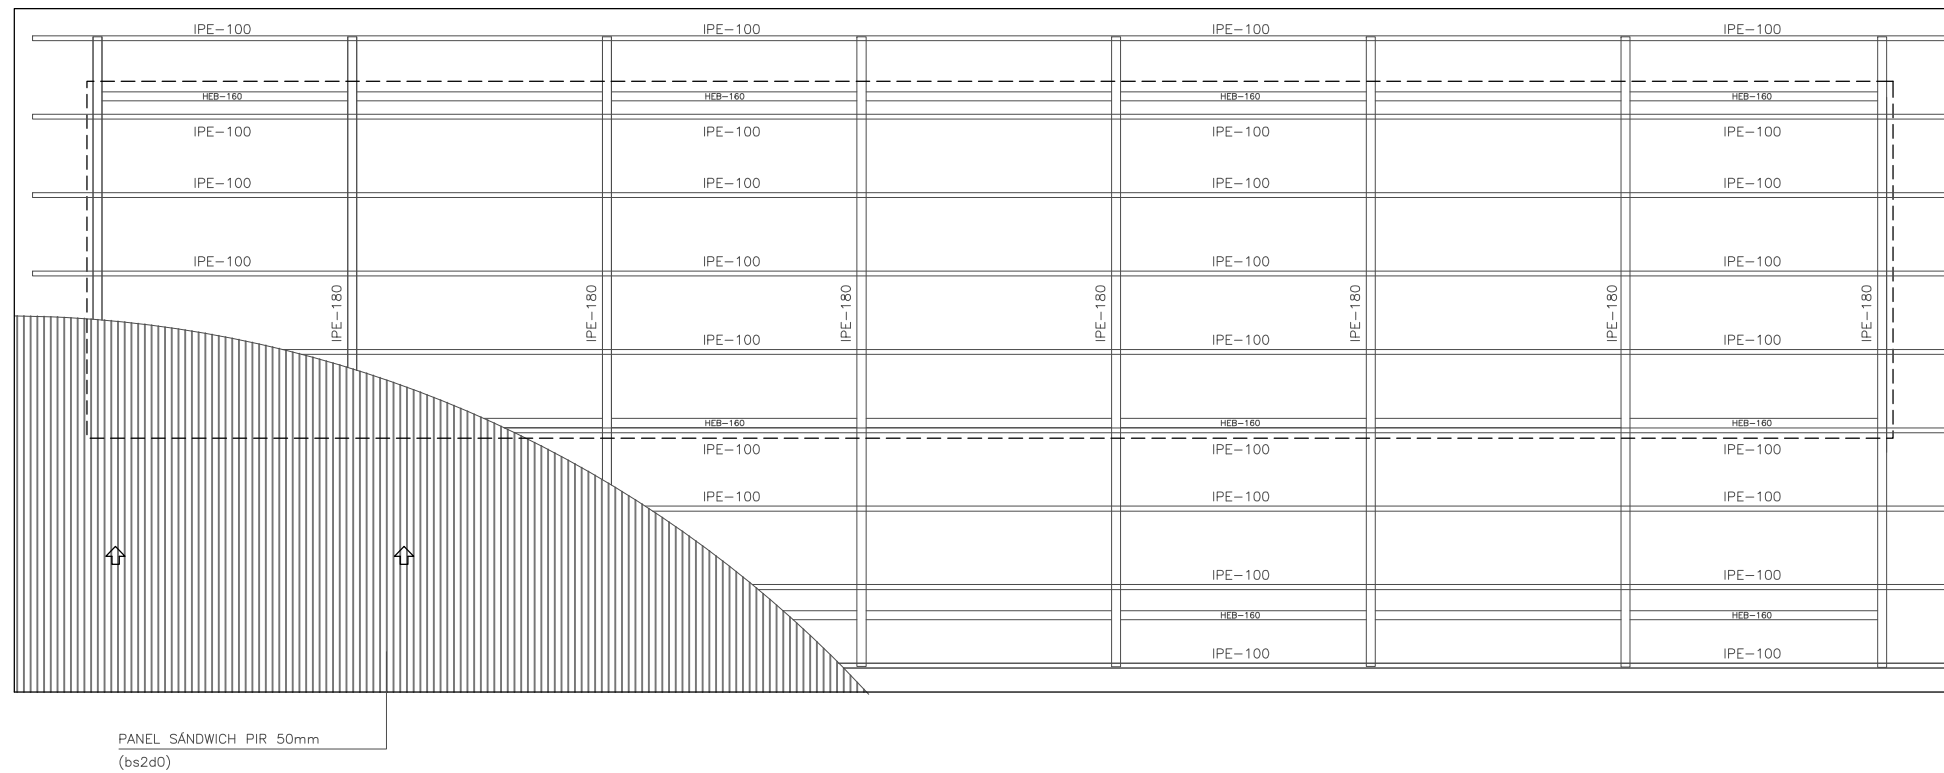 IPE-100 IPE-100 IPE-100 IPE-100
HEB-160 HEB-160 HEB-160 HEB-160
IPE-100 IPE-100 IPE-100 IPE-100
IPE-100 IPE-100 IPE-100 IPE-100
IPE-100 IPE-100 IPE-100 IPE-100
IPE-180 IPE-180 IPE-180 IPE-180 IPE-180 IPE-180 IPE-180
IPE-100 IPE-100 IPE-100
HEB-160 HEB-160 HEB-160
IPE-100 IPE-100 IPE-100
IPE-100 IPE-100 IPE-100
IPE-100 IPE-100
HEB-160 HEB-160
IPE-100 IPE-100
PANEL SÁNDWICH PIR 50mm
(bs2d0)